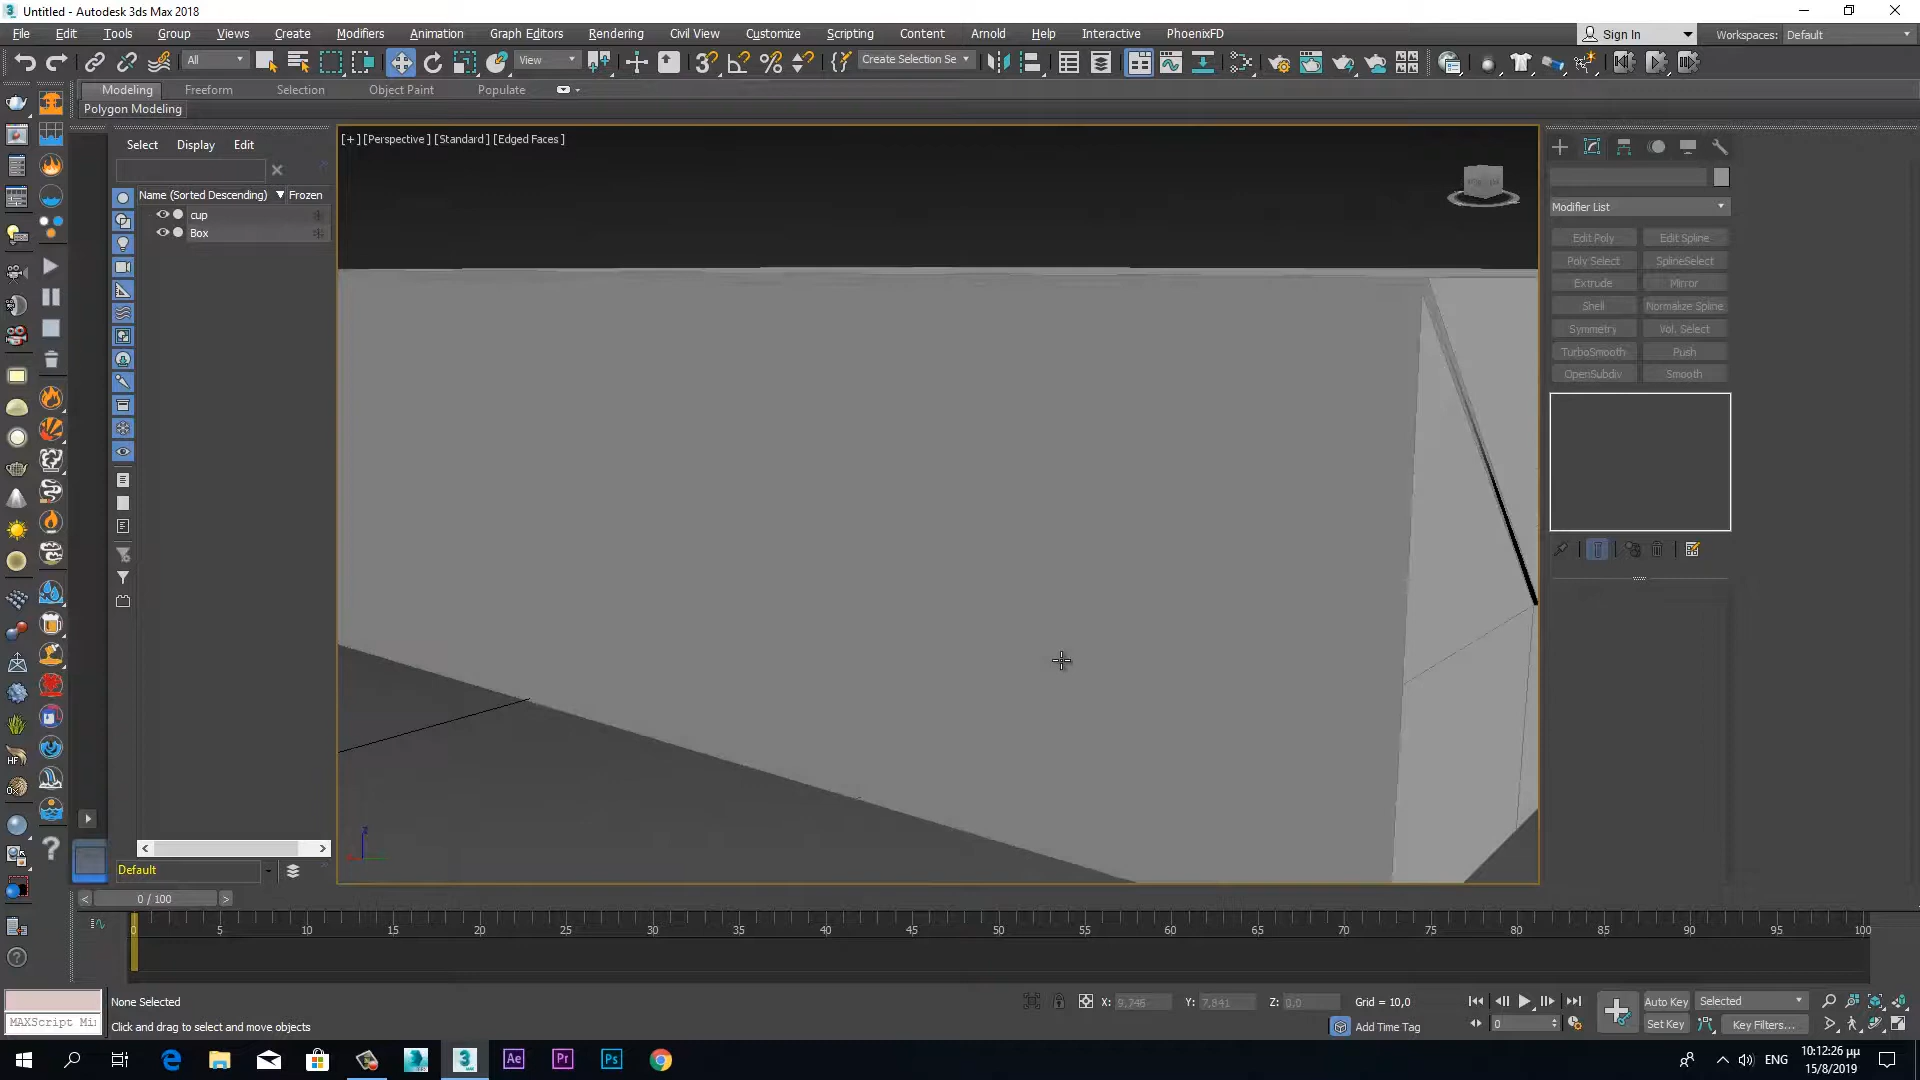 Untitled - Autodesk 3ds Max 2018
File Edit Tools Group Views Create Modifiers Animation Graph Editors Rendering Civil View Customize Scripting Content Arnold Help Interactive PhoenixFD
Sign In
Workspaces: Default
All
View
Create Selection Se
Modeling Freeform Selection Object Paint Populate
Polygon Modeling
Select Display Edit
Name (Sorted Descending) Frozen
cup
Box
[+] [Perspective] [Standard] [Edged Faces]
Modifier List
Edit Poly Edit Spline
Poly Select SplineSelect
Extrude Mirror
Shell Normalize Spline
Symmetry Vol. Select
TurboSmooth Push
OpenSubdiv Smooth
Default
0 / 100
0 5 10 15 20 25 30 35 40 45 50 55 60 65 70 75 80 85 90 95 100
None Selected
X: 9,746 Y: 7,841 Z: 0,0 Grid = 10,0
Auto Key Selected
MAXScript Mi
Click and drag to select and move objects
Add Time Tag
0
Set Key Key Filters...
ENG
10:12:26 μμ
15/8/2019